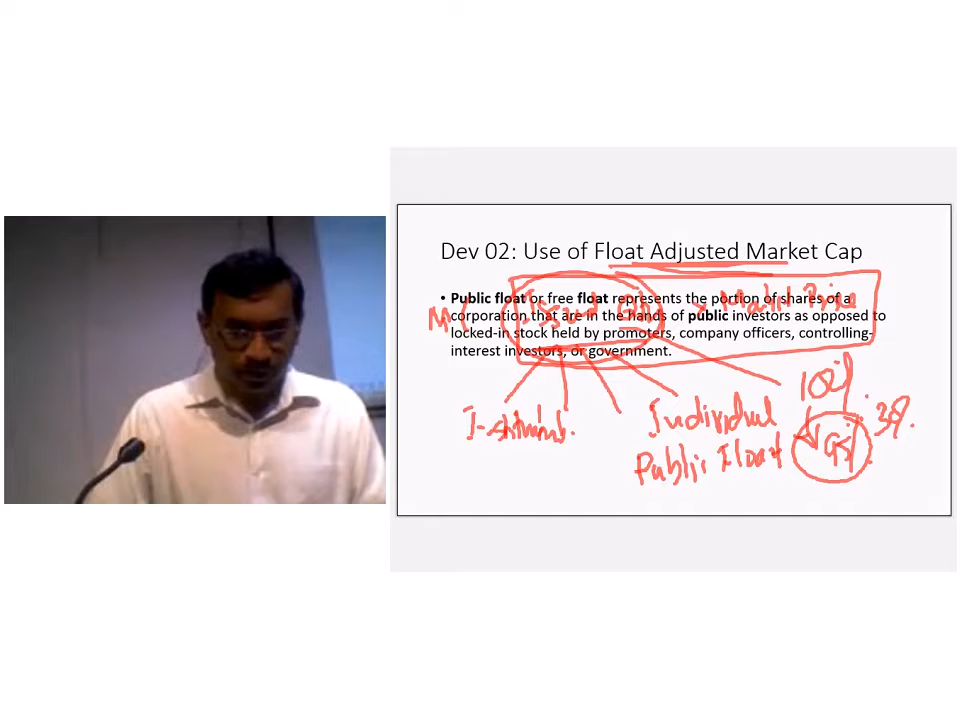 Dev 02: Use of Float Adjusted Market Cap
• Public float or free float represents the portion of shares of a
corporation that are in the hands of public investors as opposed to
locked-in stock held by promoters, company officers, controlling-
interest investors, or government.
Individual
Public Float